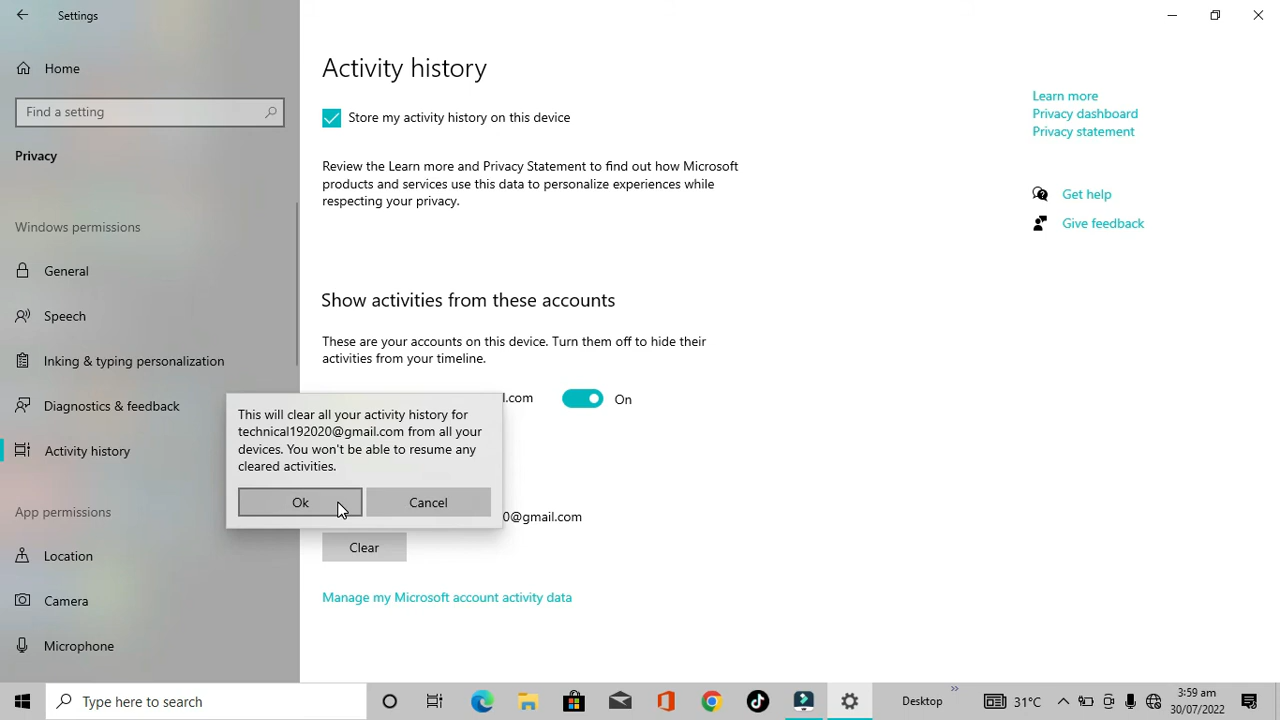 Settings
Home
Find a setting
Privacy
Windows permissions
General
Speech
Inking & typing personalization
Diagnostics & feedback
Activity history
App permissions
Location
Camera
Microphone
Activity history
Store my activity history on this device
Review the Learn more and Privacy Statement to find out how Microsoft
products and services use this data to personalize experiences while
respecting your privacy.
Show activities from these accounts
These are your accounts on this device. Turn them off to hide their
activities from your timeline.
l.com
On
This will clear all your activity history for
technical192020@gmail.com from all your
devices. You won't be able to resume any
cleared activities.
Ok
Cancel
0@gmail.com
Clear
Manage my Microsoft account activity data
Learn more
Privacy dashboard
Privacy statement
Get help
Give feedback
Type here to search
Desktop
31°C
3:59 am
30/07/2022